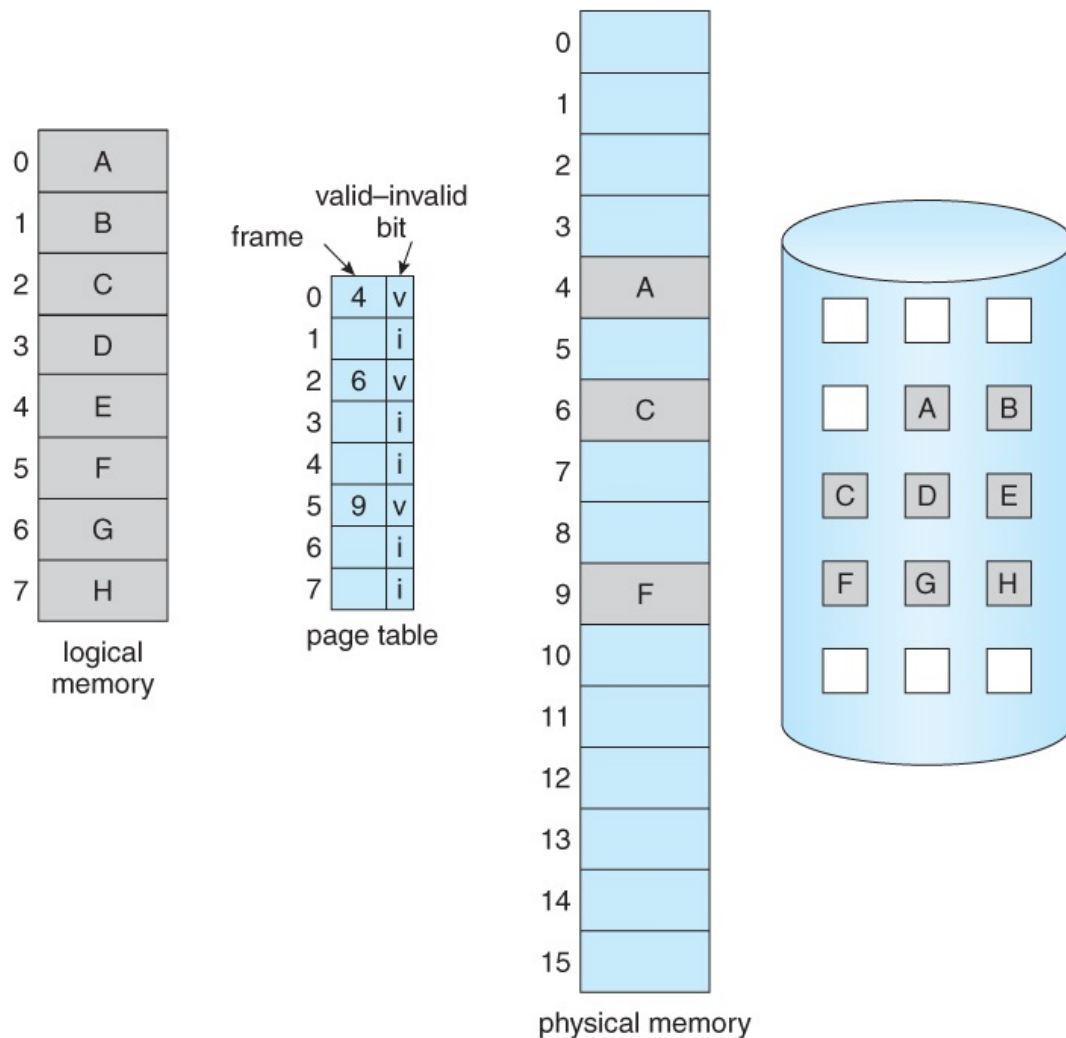 0 A
1 B
2 C
3 D
4 E
5 F
6 G
7 H
logical
memory
valid–invalid
bit
frame
0 4 v
1 i
2 6 v
3 i
4 i
5 9 v
6 i
7 i
page table
0
1
2
3
4 A
5
6 C
7
8
9 F
10
11
12
13
14
15
physical memory
A B
C D E
F G H